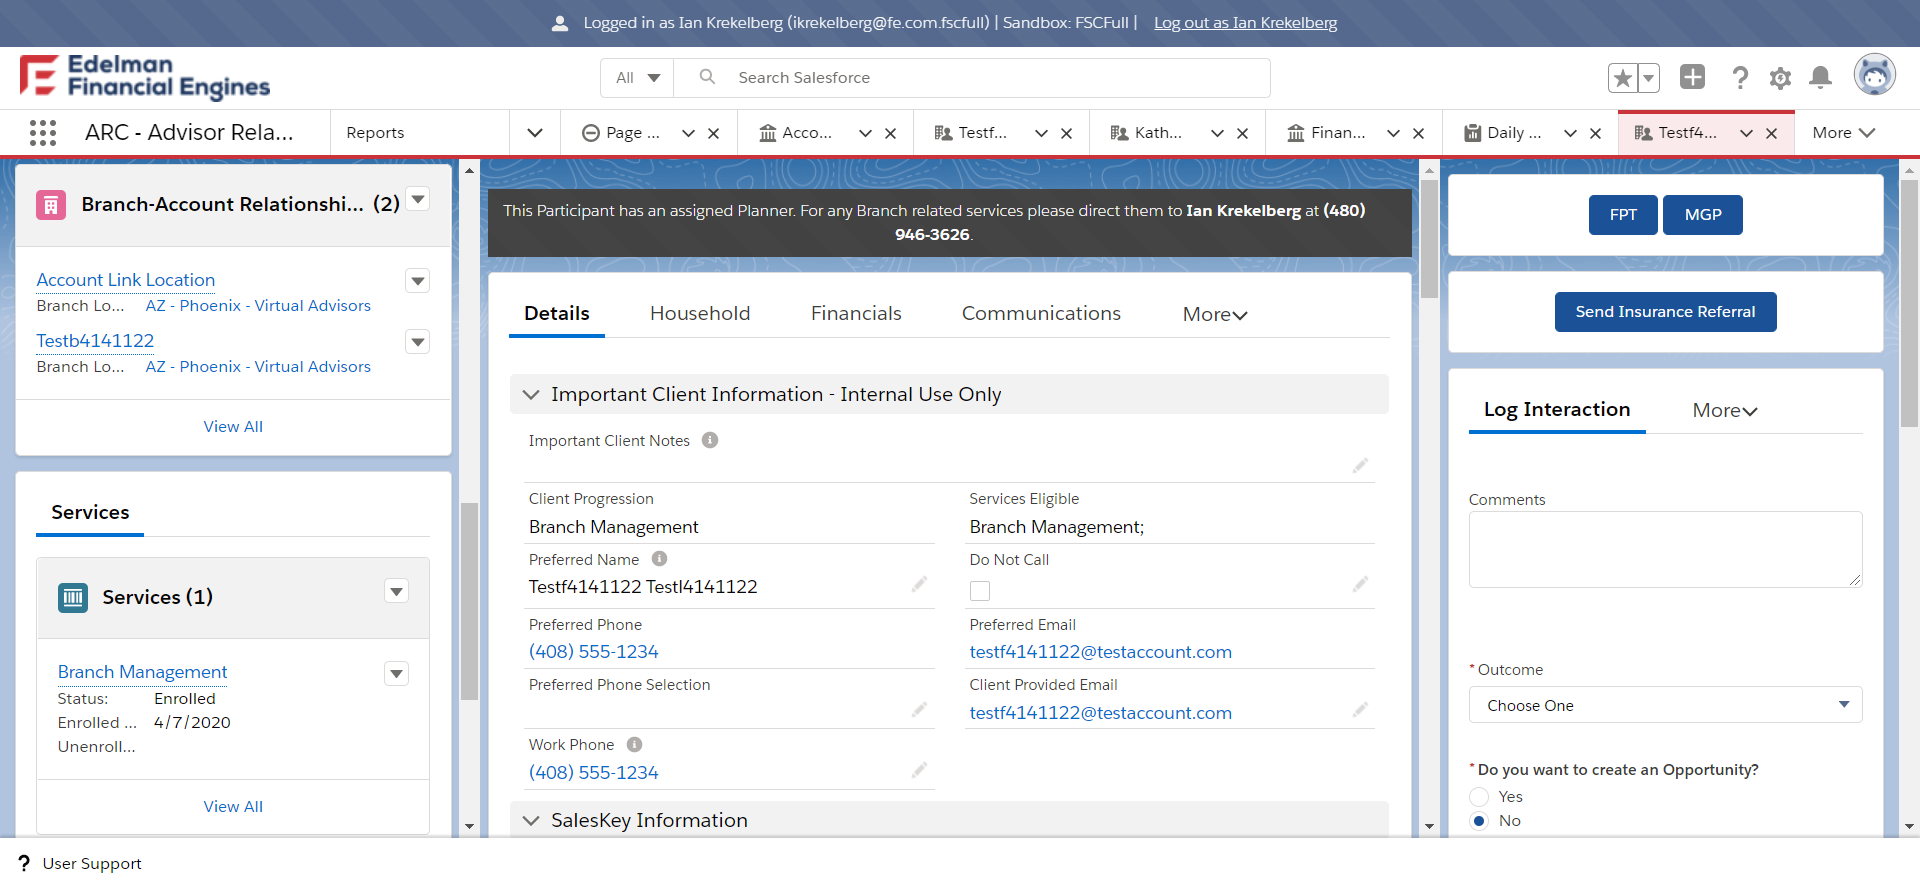 Logged in as Ian Krekelberg (ikrekelberg@fe.com.fscfull) | Sandbox: FSCFull | Log out as Ian Krekelberg
Edelman
Financial Engines
All
Search Salesforce
ARC - Advisor Rela...
Reports
Page ...
Acco...
Testf...
Kath...
Finan...
Daily ...
Testf4...
More
Branch-Account Relationshi... (2)
Account Link Location
Branch Lo... AZ - Phoenix - Virtual Advisors
Testb4141122
Branch Lo... AZ - Phoenix - Virtual Advisors
View All
Services
Services (1)
Branch Management
Status: Enrolled
Enrolled ... 4/7/2020
Unenroll...
View All
This Participant has an assigned Planner. For any Branch related services please direct them to Ian Krekelberg at (480)
946-3626.
Details Household Financials Communications More
Important Client Information - Internal Use Only
Important Client Notes
Client Progression
Branch Management
Services Eligible
Branch Management;
Preferred Name
Testf4141122 Testl4141122
Do Not Call
Preferred Phone
(408) 555-1234
Preferred Email
testf4141122@testaccount.com
Preferred Phone Selection
Client Provided Email
testf4141122@testaccount.com
Work Phone
(408) 555-1234
SalesKey Information
FPT MGP
Send Insurance Referral
Log Interaction More
Comments
* Outcome
Choose One
* Do you want to create an Opportunity?
Yes
No
? User Support